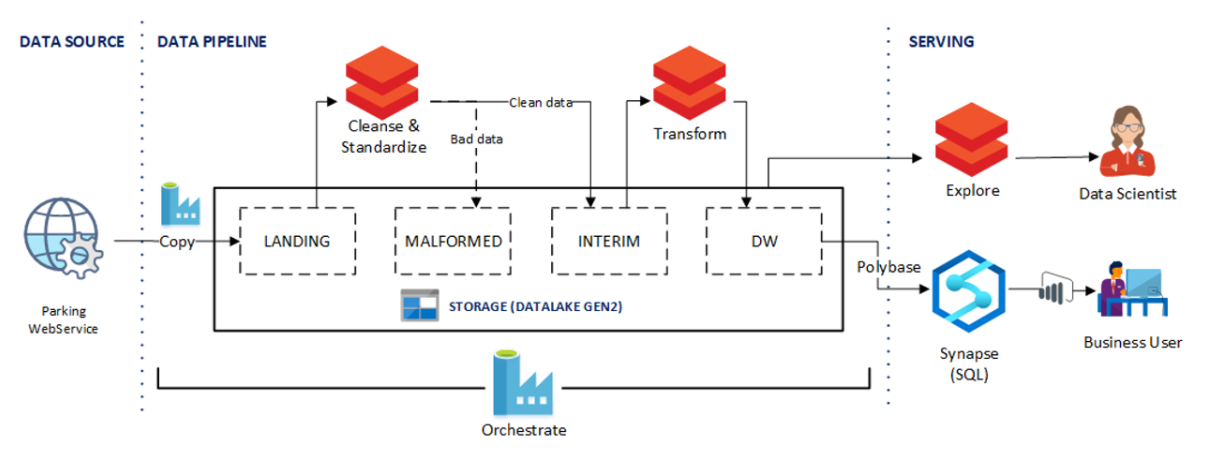 DATA SOURCE
DATA PIPELINE
SERVING
Cleanse &
Standardize
Clean data
Bad data
Transform
Explore
Data Scientist
Copy
LANDING
MALFORMED
INTERIM
DW
Polybase
STORAGE (DATALAKE GEN2)
Parking
WebService
Synapse
(SQL)
Business User
Orchestrate